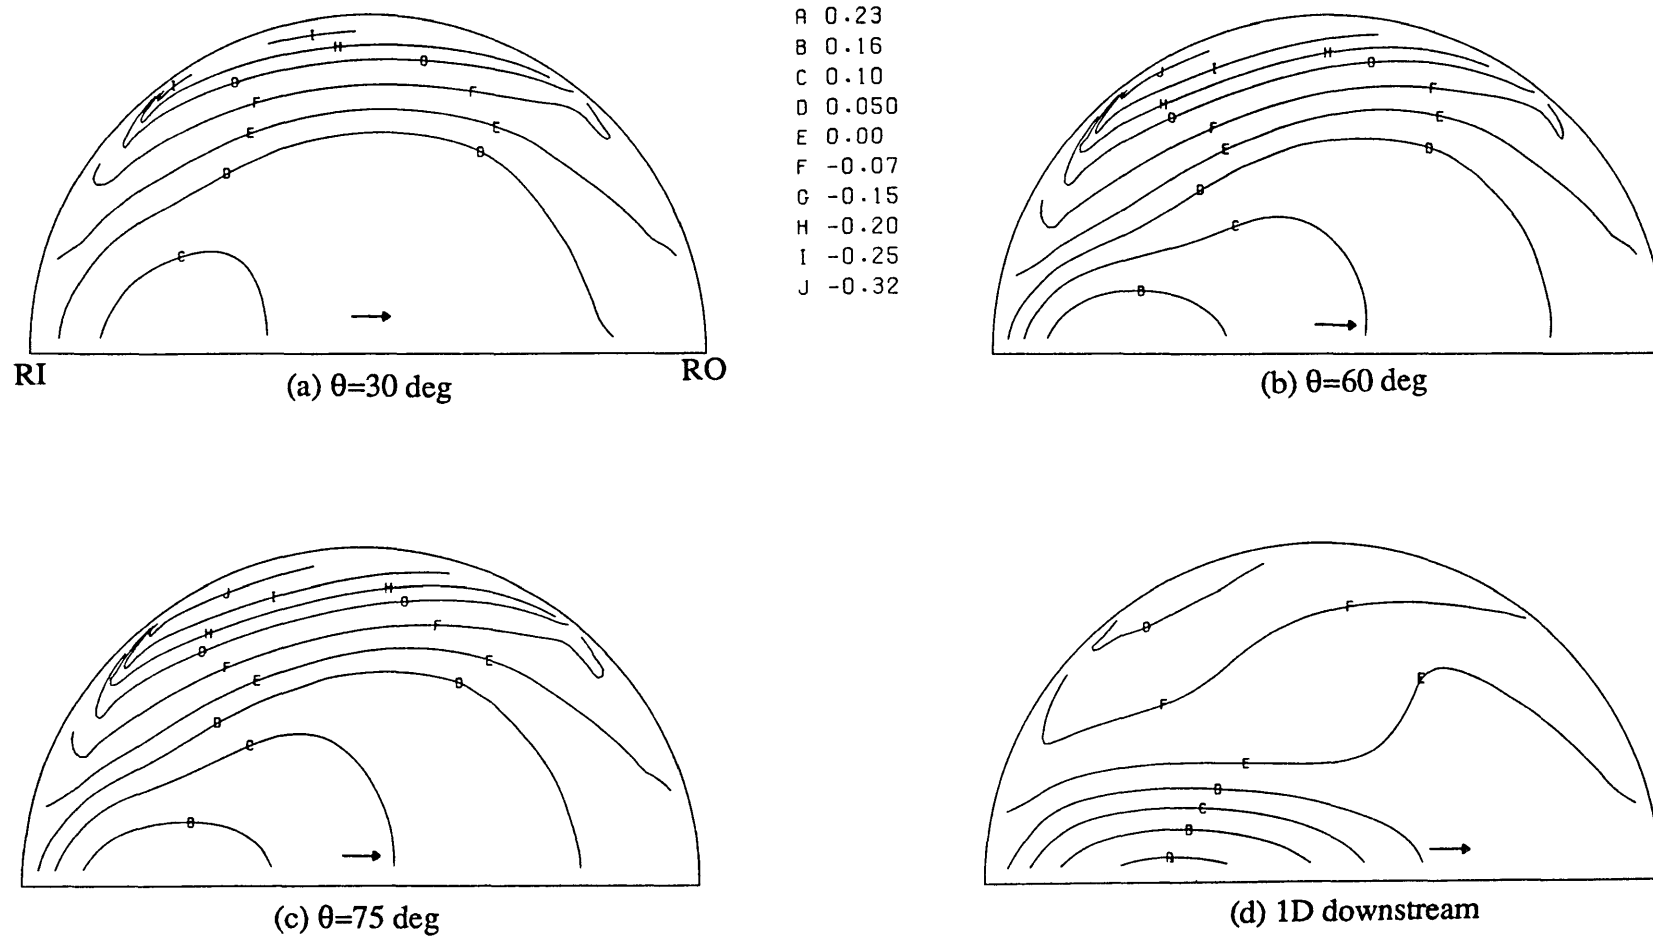 A 0.23
B 0.16
C 0.10
D 0.050
E 0.00
F -0.07
G -0.15
H -0.20
I -0.25
J -0.32
I
H
G
G
I
F
F
E
E
D
D
C
RI
RO
(a) θ=30 deg
J
I
H
G
H
G
F
F
E
E
D
D
C
B
(b) θ=60 deg
J
I
H
G
H
G
F
F
E
E
D
D
C
B
(c) θ=75 deg
G
F
F
E
E
D
C
B
A
(d) 1D downstream